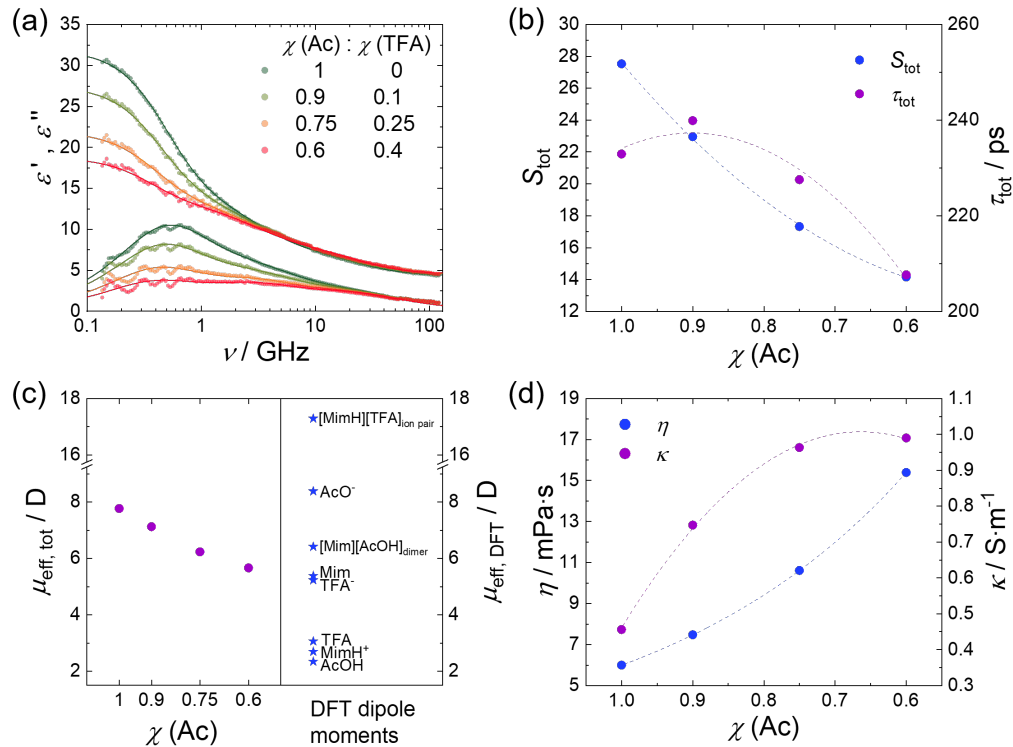 (a)
35
30
25
20
15
10
5
0
ε' , ε''
χ (Ac) : χ (TFA)
1 0
0.9 0.1
0.75 0.25
0.6 0.4
0.1 1 10 100
ν / GHz
(b)
30
28
26
24
22
20
18
16
14
12
S_tot
S_tot
τ_tot
260
240
220
200
τ_tot / ps
1.0 0.9 0.8 0.7 0.6
χ (Ac)
(c)
18
16
8
6
4
2
μ_eff, tot / D
[MimH][TFA]_ion pair
AcO⁻
[Mim][AcOH]_dimer
Mim
TFA⁻
TFA
MimH⁺
AcOH
18
16
8
6
4
2
μ_eff, DFT / D
1 0.9 0.75 0.6
χ (Ac)
DFT dipole
moments
(d)
19
17
15
13
11
9
7
5
η / mPa·s
η
κ
1.1
1.0
0.9
0.8
0.7
0.6
0.5
0.4
0.3
κ / S·m⁻¹
1.0 0.9 0.8 0.7 0.6
χ (Ac)